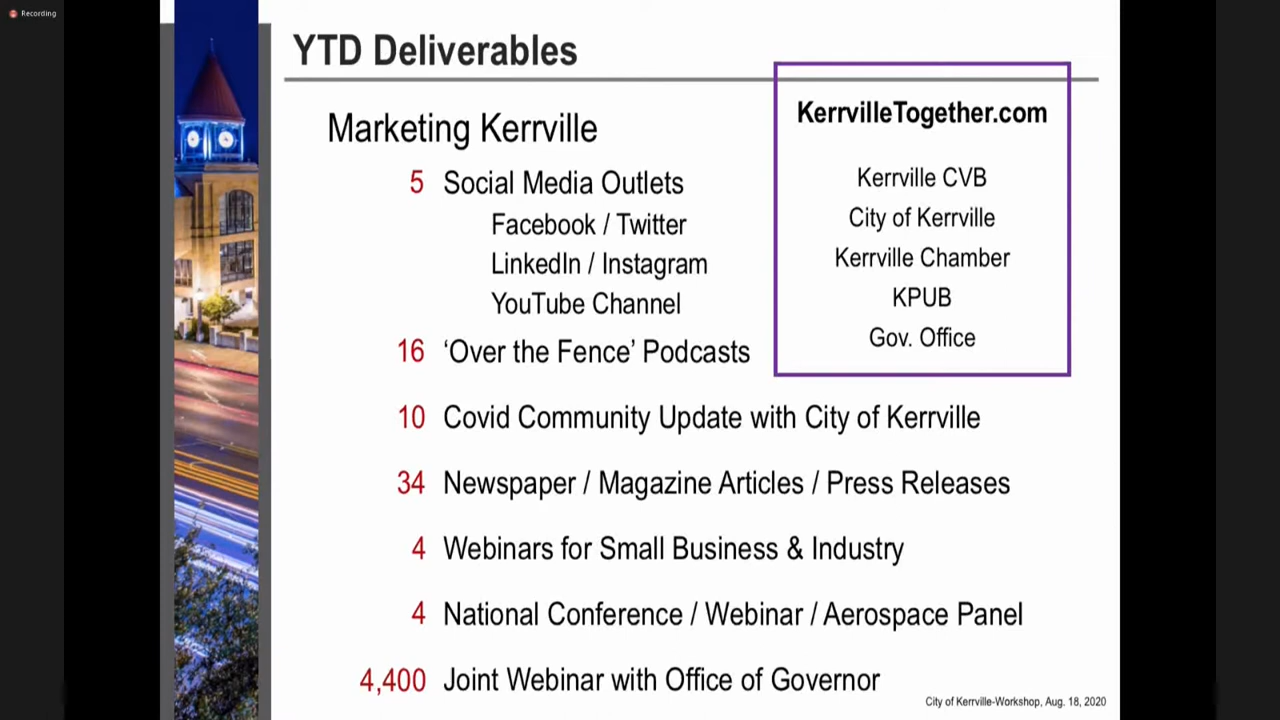 Recording
YTD Deliverables
Marketing Kerrville
5 Social Media Outlets
Facebook / Twitter
LinkedIn / Instagram
YouTube Channel
16 ‘Over the Fence’ Podcasts
KerrvilleTogether.com
Kerrville CVB
City of Kerrville
Kerrville Chamber
KPUB
Gov. Office
10 Covid Community Update with City of Kerrville
34 Newspaper / Magazine Articles / Press Releases
4 Webinars for Small Business & Industry
4 National Conference / Webinar / Aerospace Panel
4,400 Joint Webinar with Office of Governor
City of Kerrville-Workshop, Aug. 18, 2020